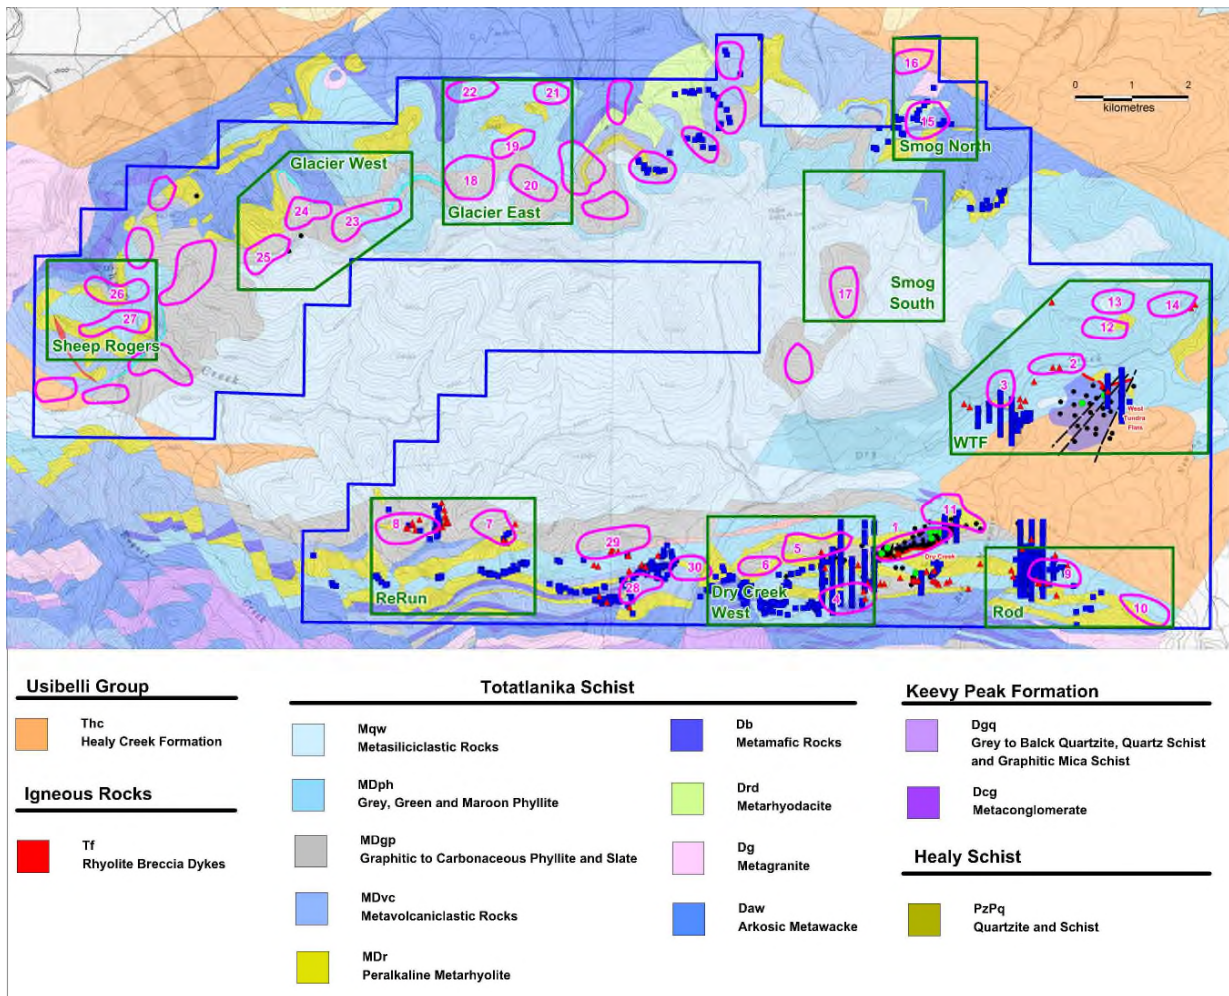 22
21
16
0 1 2
kilometres
15
Smog North
Glacier West
19
18
20
Glacier East
24
23
25
26
27
Sheep Rogers
17
Smog
South
13
14
12
2
3
West
Tundra
Flats
WTF
Creek
8
7
ReRun
29
28
30
5
6
4
Dry Creek
West
1
11
Dry Creek
9
10
Rod
Usibelli Group
Thc
Healy Creek Formation
Igneous Rocks
Tf
Rhyolite Breccia Dykes
Totatlanika Schist
Mqw
Metasiliciclastic Rocks
MDph
Grey, Green and Maroon Phyllite
MDgp
Graphitic to Carbonaceous Phyllite and Slate
MDvc
Metavolcaniclastic Rocks
MDr
Peralkaline Metarhyolite
Db
Metamafic Rocks
Drd
Metarhyodacite
Dg
Metagranite
Daw
Arkosic Metawacke
Keevy Peak Formation
Dgq
Grey to Balck Quartzite, Quartz Schist
and Graphitic Mica Schist
Dcg
Metaconglomerate
Healy Schist
PzPq
Quartzite and Schist